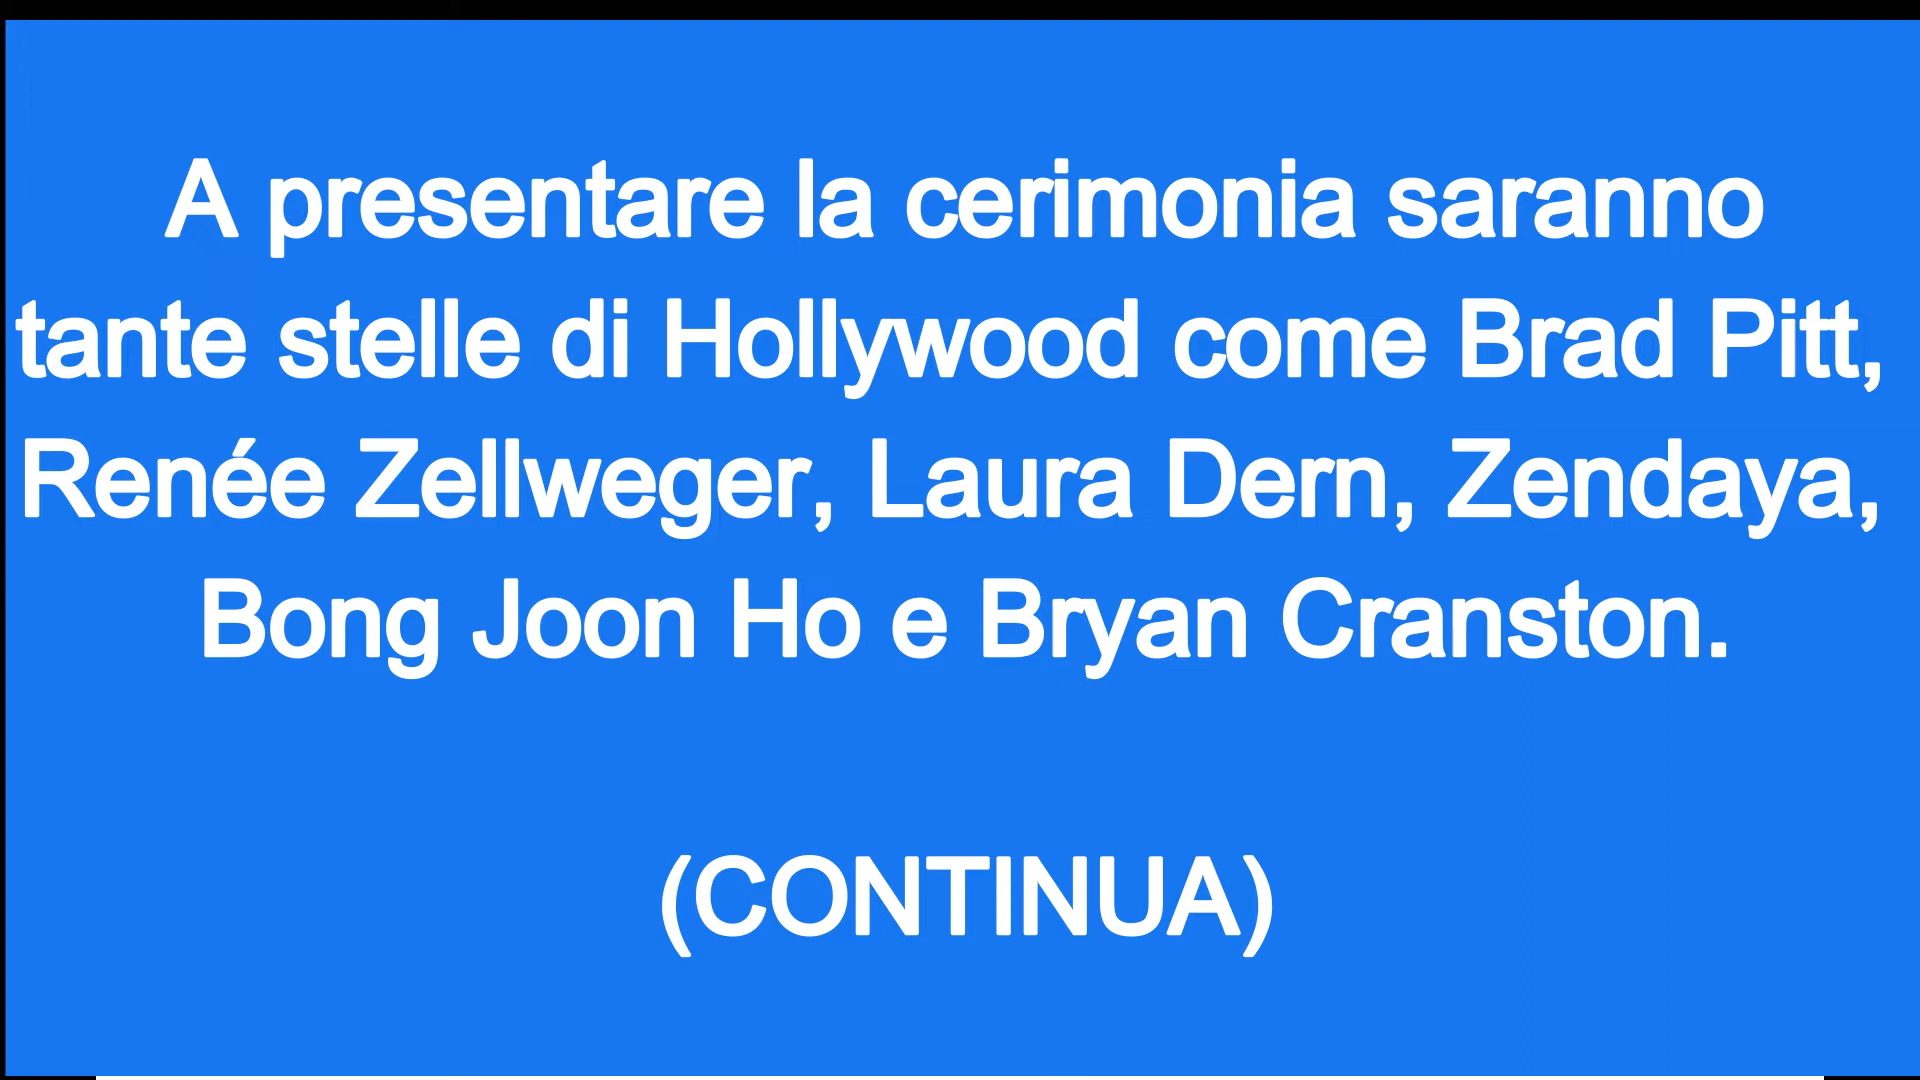 A presentare la cerimonia saranno
tante stelle di Hollywood come Brad Pitt,
Renée Zellweger, Laura Dern, Zendaya,
Bong Joon Ho e Bryan Cranston.
(CONTINUA)